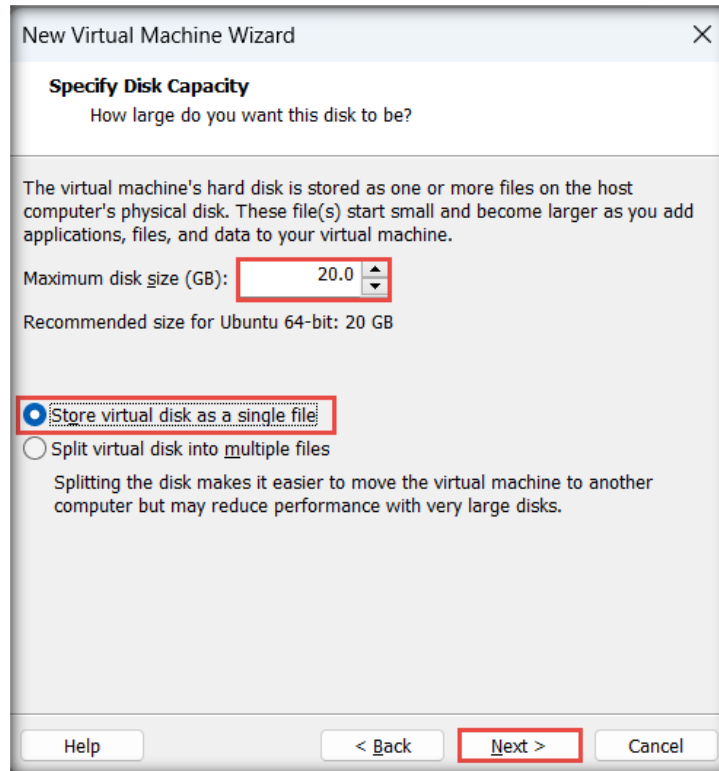 New Virtual Machine Wizard
Specify Disk Capacity
How large do you want this disk to be?
The virtual machine's hard disk is stored as one or more files on the host
computer's physical disk. These file(s) start small and become larger as you add
applications, files, and data to your virtual machine.
Maximum disk size (GB): 20.0
Recommended size for Ubuntu 64-bit: 20 GB
Store virtual disk as a single file
Split virtual disk into multiple files
Splitting the disk makes it easier to move the virtual machine to another
computer but may reduce performance with very large disks.
Help < Back Next > Cancel